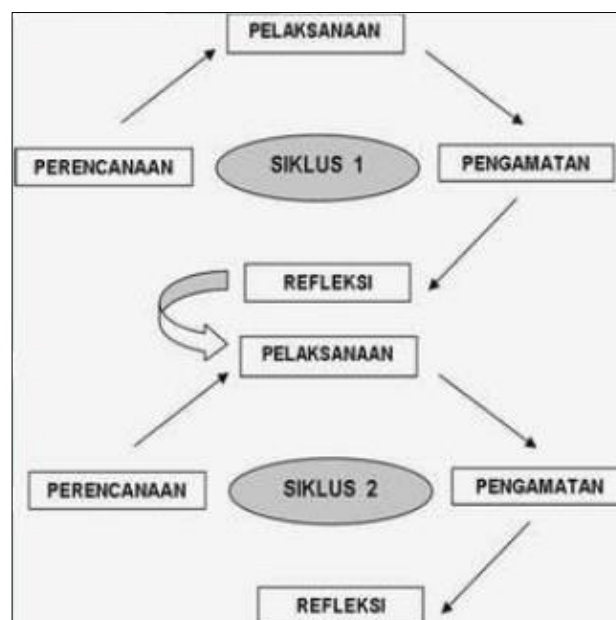 PELAKSANAAN
PERENCANAAN
SIKLUS 1
PENGAMATAN
REFLEKSI
PELAKSANAAN
PERENCANAAN
SIKLUS 2
PENGAMATAN
REFLEKSI